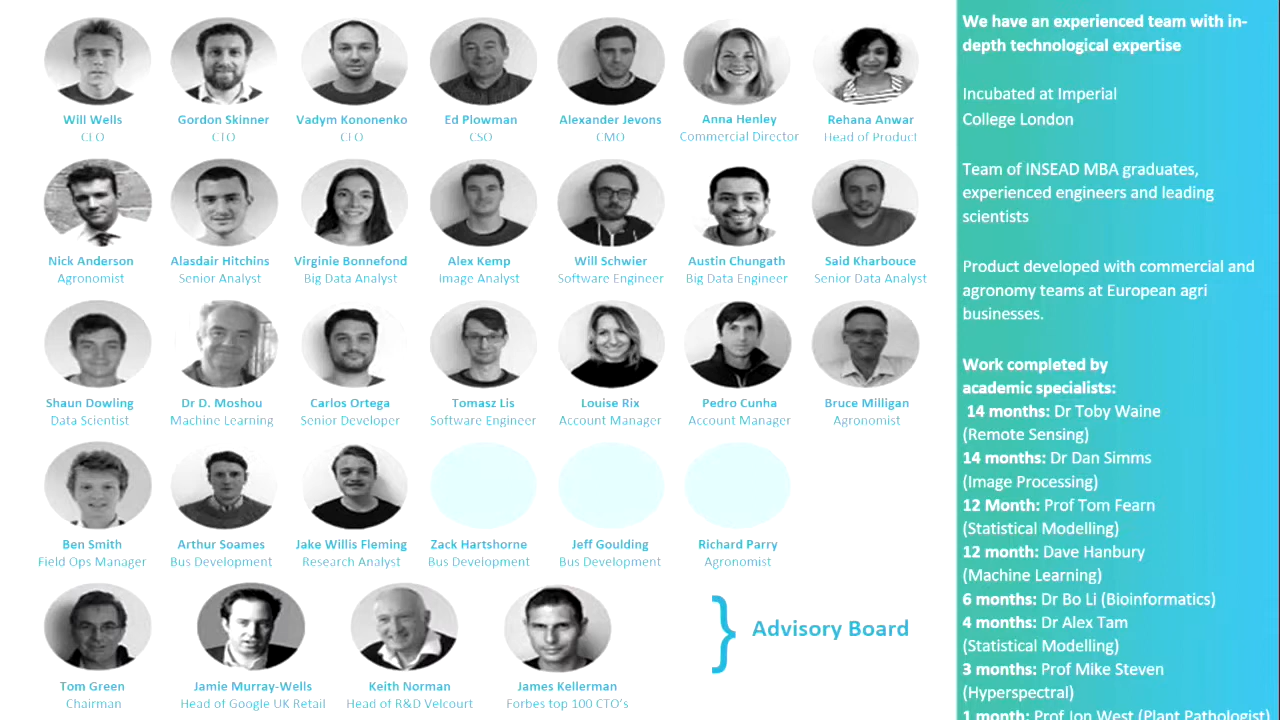 Will Wells
CEO
Gordon Skinner
CTO
Vadym Kononenko
CFO
Ed Plowman
CSO
Alexander Jevons
CMO
Anna Henley
Commercial Director
Rehana Anwar
Head of Product
Nick Anderson
Agronomist
Alasdair Hitchins
Senior Analyst
Virginie Bonnefond
Big Data Analyst
Alex Kemp
Image Analyst
Will Schwier
Software Engineer
Austin Chungath
Big Data Engineer
Said Kharbouce
Senior Data Analyst
Shaun Dowling
Data Scientist
Dr D. Moshou
Machine Learning
Carlos Ortega
Senior Developer
Tomasz Lis
Software Engineer
Louise Rix
Account Manager
Pedro Cunha
Account Manager
Bruce Milligan
Agronomist
Ben Smith
Field Ops Manager
Arthur Soames
Bus Development
Jake Willis Fleming
Research Analyst
Zack Hartshorne
Bus Development
Jeff Goulding
Bus Development
Richard Parry
Agronomist
Tom Green
Chairman
Jamie Murray-Wells
Head of Google UK Retail
Keith Norman
Head of R&D Velcourt
James Kellerman
Forbes top 100 CTO's
} Advisory Board
We have an experienced team with in-
depth technological expertise
Incubated at Imperial
College London
Team of INSEAD MBA graduates,
experienced engineers and leading
scientists
Product developed with commercial and
agronomy teams at European agri
businesses.
Work completed by
academic specialists:
14 months: Dr Toby Waine
(Remote Sensing)
14 months: Dr Dan Simms
(Image Processing)
12 Month: Prof Tom Fearn
(Statistical Modelling)
12 month: Dave Hanbury
(Machine Learning)
6 months: Dr Bo Li (Bioinformatics)
4 months: Dr Alex Tam
(Statistical Modelling)
3 months: Prof Mike Steven
(Hyperspectral)
1 month: Prof Jon West (Plant Pathologist)